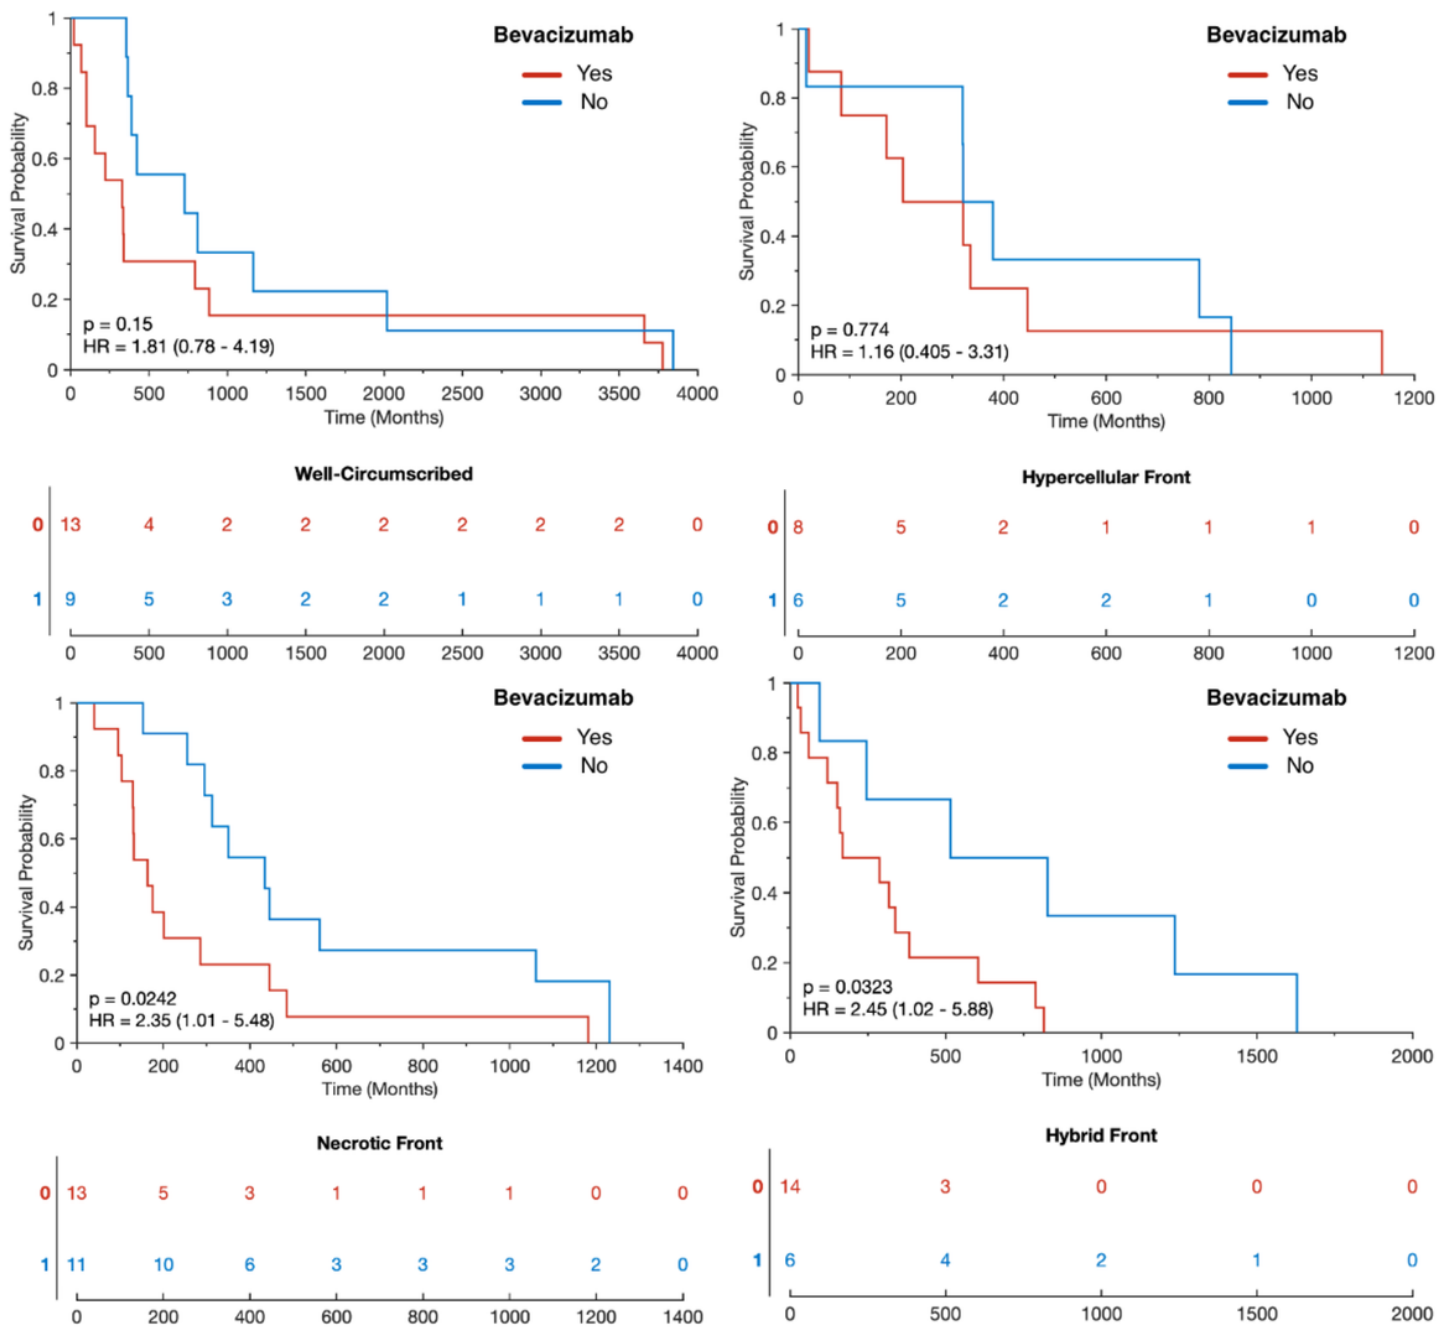 Bevacizumab
Yes
No
Survival Probability
1
0.8
0.6
0.4
0.2
0
p = 0.15
HR = 1.81 (0.78 - 4.19)
0 500 1000 1500 2000 2500 3000 3500 4000
Time (Months)
Well-Circumscribed
0 13 4 2 2 2 2 2 2 0
1 9 5 3 2 2 1 1 1 0
0 500 1000 1500 2000 2500 3000 3500 4000
Bevacizumab
Yes
No
Survival Probability
1
0.8
0.6
0.4
0.2
0
p = 0.774
HR = 1.16 (0.405 - 3.31)
0 200 400 600 800 1000 1200
Time (Months)
Hypercellular Front
0 8 5 2 1 1 1 0
1 6 5 2 2 1 0 0
0 200 400 600 800 1000 1200
Bevacizumab
Yes
No
Survival Probability
1
0.8
0.6
0.4
0.2
0
p = 0.0242
HR = 2.35 (1.01 - 5.48)
0 200 400 600 800 1000 1200 1400
Time (Months)
Necrotic Front
0 13 5 3 1 1 1 0 0
1 11 10 6 3 3 3 2 0
0 200 400 600 800 1000 1200 1400
Bevacizumab
Yes
No
Survival Probability
1
0.8
0.6
0.4
0.2
0
p = 0.0323
HR = 2.45 (1.02 - 5.88)
0 500 1000 1500 2000
Time (Months)
Hybrid Front
0 14 3 0 0 0
1 6 4 2 1 0
0 500 1000 1500 2000